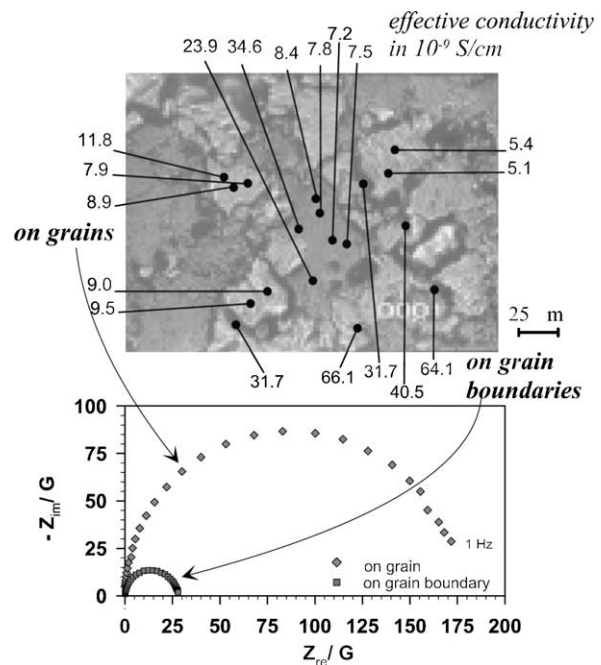 effective conductivity
in 10⁻⁹ S/cm
7.2
34.6
7.8
23.9
8.4
7.5
11.8
5.4
7.9
5.1
8.9
on grains
9.0
9.5
25 m
31.7
66.1
31.7
64.1
40.5
on grain
boundaries
100
75
50
25
0
- Z_im/ G
1 Hz
on grain
on grain boundary
0 25 50 75 100 125 150 175 200
Z_re/ G